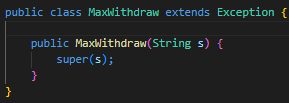 public class MaxWithdraw extends Exception {
public MaxWithdraw(String s) {
super(s);
}
}